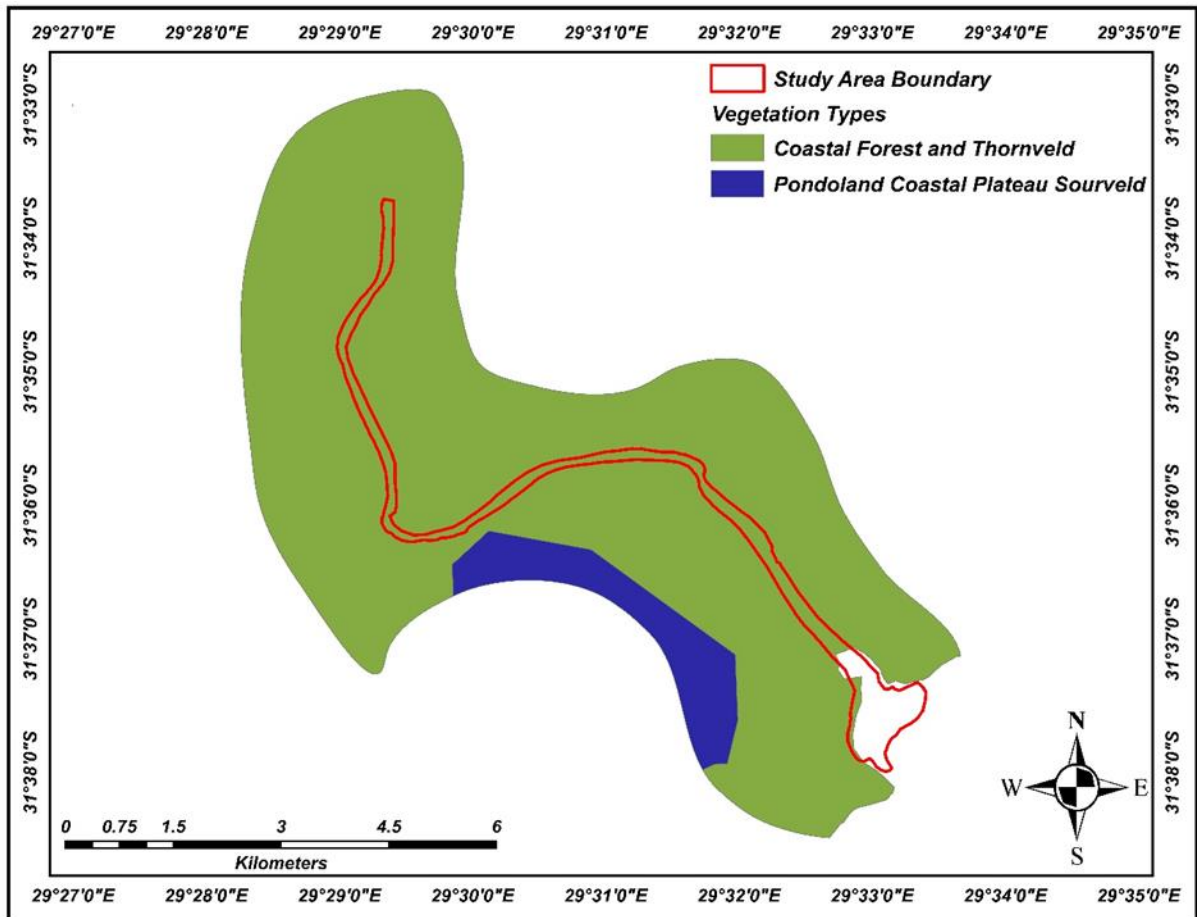 29°27'0"E 29°28'0"E 29°29'0"E 29°30'0"E 29°31'0"E 29°32'0"E 29°33'0"E 29°34'0"E 29°35'0"E
Study Area Boundary
Vegetation Types
Coastal Forest and Thornveld
Pondoland Coastal Plateau Sourveld
31°33'0"S
31°34'0"S
31°35'0"S
31°36'0"S
31°37'0"S
31°38'0"S
31°33'0"S
31°34'0"S
31°35'0"S
31°36'0"S
31°37'0"S
31°38'0"S
N
W E
S
0 0.75 1.5 3 4.5 6
Kilometers
29°27'0"E 29°28'0"E 29°29'0"E 29°30'0"E 29°31'0"E 29°32'0"E 29°33'0"E 29°34'0"E 29°35'0"E